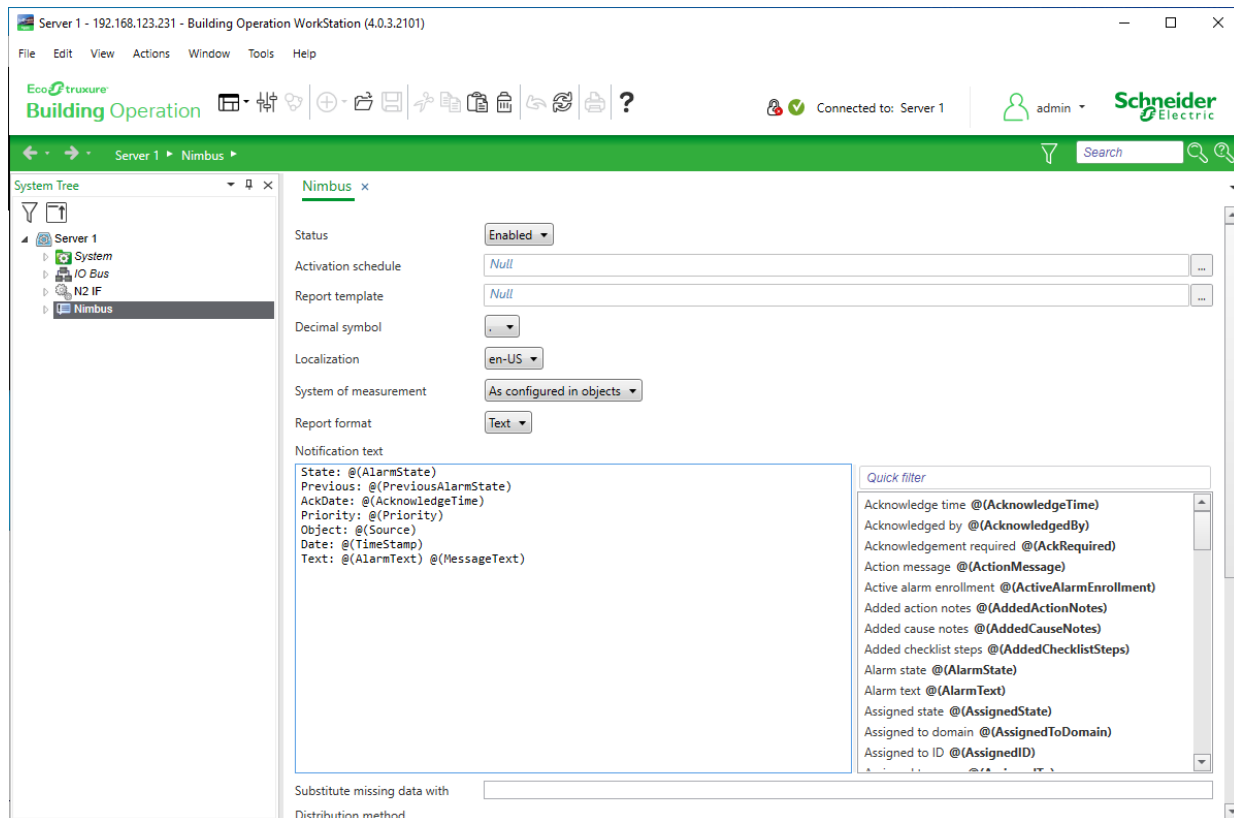 Server 1 - 192.168.123.231 - Building Operation WorkStation (4.0.3.2101)
File Edit View Actions Window Tools Help
EcoStruxure
Building Operation
Connected to: Server 1
admin
Schneider
Electric
Server 1 Nimbus
Search
System Tree
Nimbus
Server 1
System
IO Bus
N2 IF
Nimbus
Status Enabled
Activation schedule Null ...
Report template Null ...
Decimal symbol .
Localization en-US
System of measurement As configured in objects
Report format Text
Notification text
State: @(AlarmState)
Previous: @(PreviousAlarmState)
AckDate: @(AcknowledgeTime)
Priority: @(Priority)
Object: @(Source)
Date: @(TimeStamp)
Text: @(AlarmText) @(MessageText)
Quick filter
Acknowledge time @(AcknowledgeTime)
Acknowledged by @(AcknowledgedBy)
Acknowledgement required @(AckRequired)
Action message @(ActionMessage)
Active alarm enrollment @(ActiveAlarmEnrollment)
Added action notes @(AddedActionNotes)
Added cause notes @(AddedCauseNotes)
Added checklist steps @(AddedChecklistSteps)
Alarm state @(AlarmState)
Alarm text @(AlarmText)
Assigned state @(AssignedState)
Assigned to domain @(AssignedToDomain)
Assigned to ID @(AssignedID)
Substitute missing data with
Distribution method